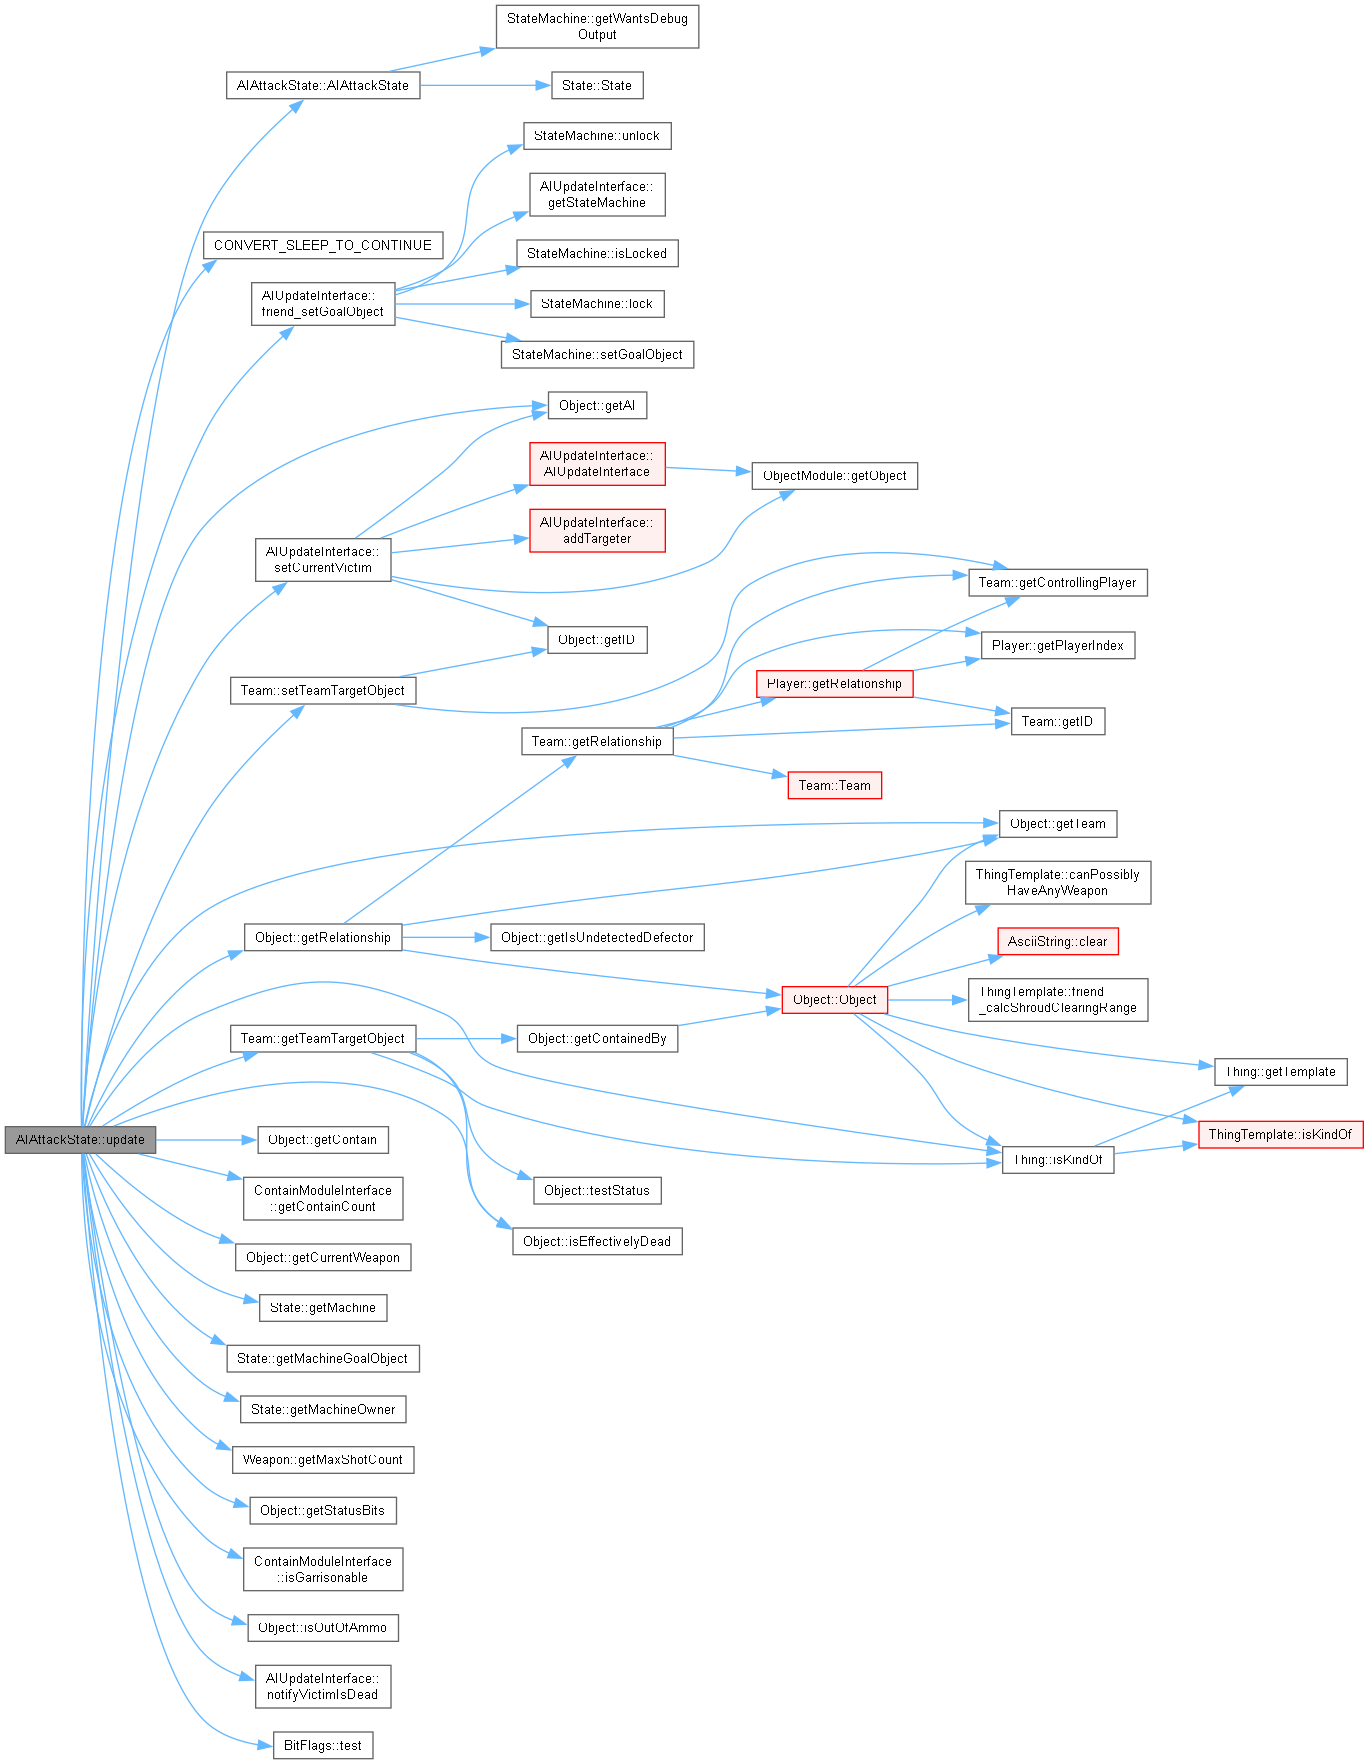 StateMachine::getWantsDebug
Output
AIAttackState::AIAttackState
State::State
StateMachine::unlock
AIUpdateInterface::
getStateMachine
CONVERT_SLEEP_TO_CONTINUE
StateMachine::isLocked
AIUpdateInterface::
friend_setGoalObject
StateMachine::lock
StateMachine::setGoalObject
Object::getAI
AIUpdateInterface::
AIUpdateInterface
ObjectModule::getObject
AIUpdateInterface::
addTargeter
AIUpdateInterface::
setCurrentVictim
Team::getControllingPlayer
Object::getID
Player::getPlayerIndex
Team::setTeamTargetObject
Player::getRelationship
Team::getID
Team::getRelationship
Team::Team
Object::getTeam
ThingTemplate::canPossibly
HaveAnyWeapon
Object::getRelationship
Object::getIsUndetectedDefector
AsciiString::clear
Object::Object
ThingTemplate::friend
_calcShroudClearingRange
Team::getTeamTargetObject
Object::getContainedBy
Thing::getTemplate
AIAttackState::update
Object::getContain
ThingTemplate::isKindOf
Thing::isKindOf
ContainModuleInterface
::getContainCount
Object::testStatus
Object::isEffectivelyDead
Object::getCurrentWeapon
State::getMachine
State::getMachineGoalObject
State::getMachineOwner
Weapon::getMaxShotCount
Object::getStatusBits
ContainModuleInterface
::isGarrisonable
Object::isOutOfAmmo
AIUpdateInterface::
notifyVictimIsDead
BitFlags::test